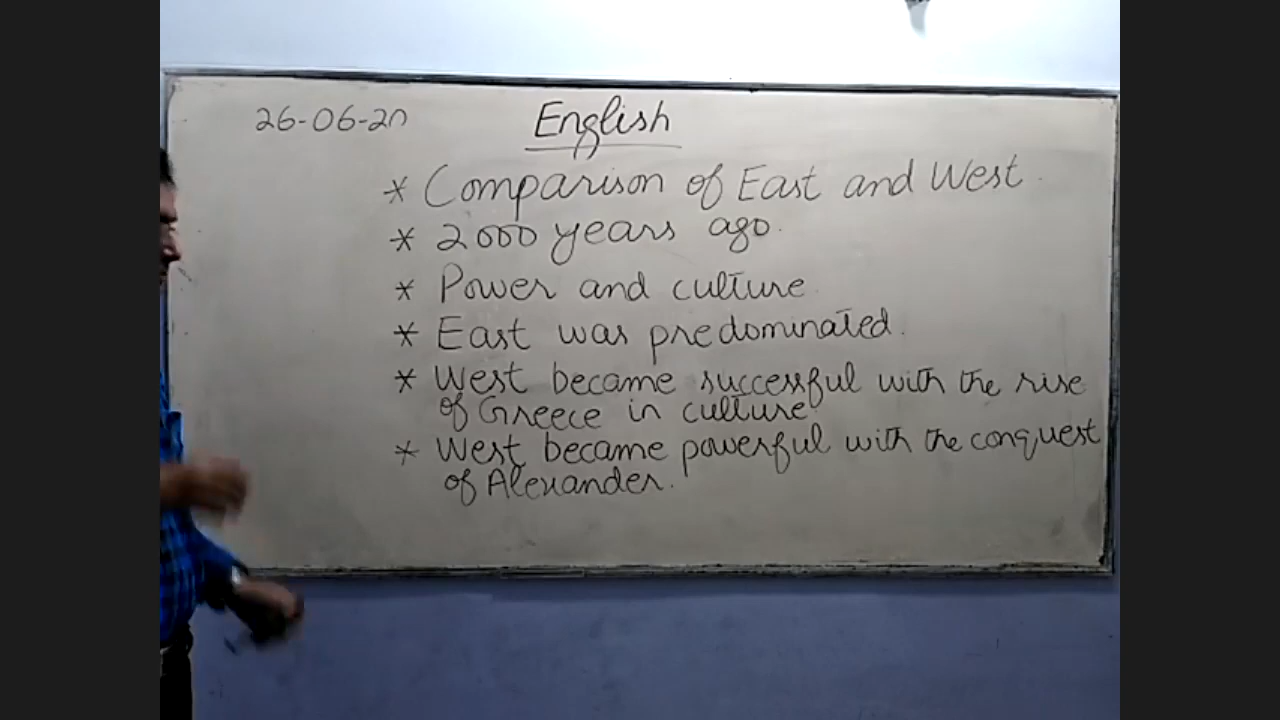 26-06-20
English
* Comparison of East and West.
* 2000 years ago.
* Power and culture
* East was predominated.
* West became successful with the rise
of Greece in culture.
* West became powerful with the conquest
of Alexander.